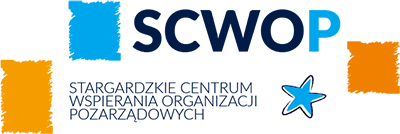 SCWOP
STARGARDZKIE CENTRUM
WSPIERANIA ORGANIZACJI
POZARZĄDOWYCH